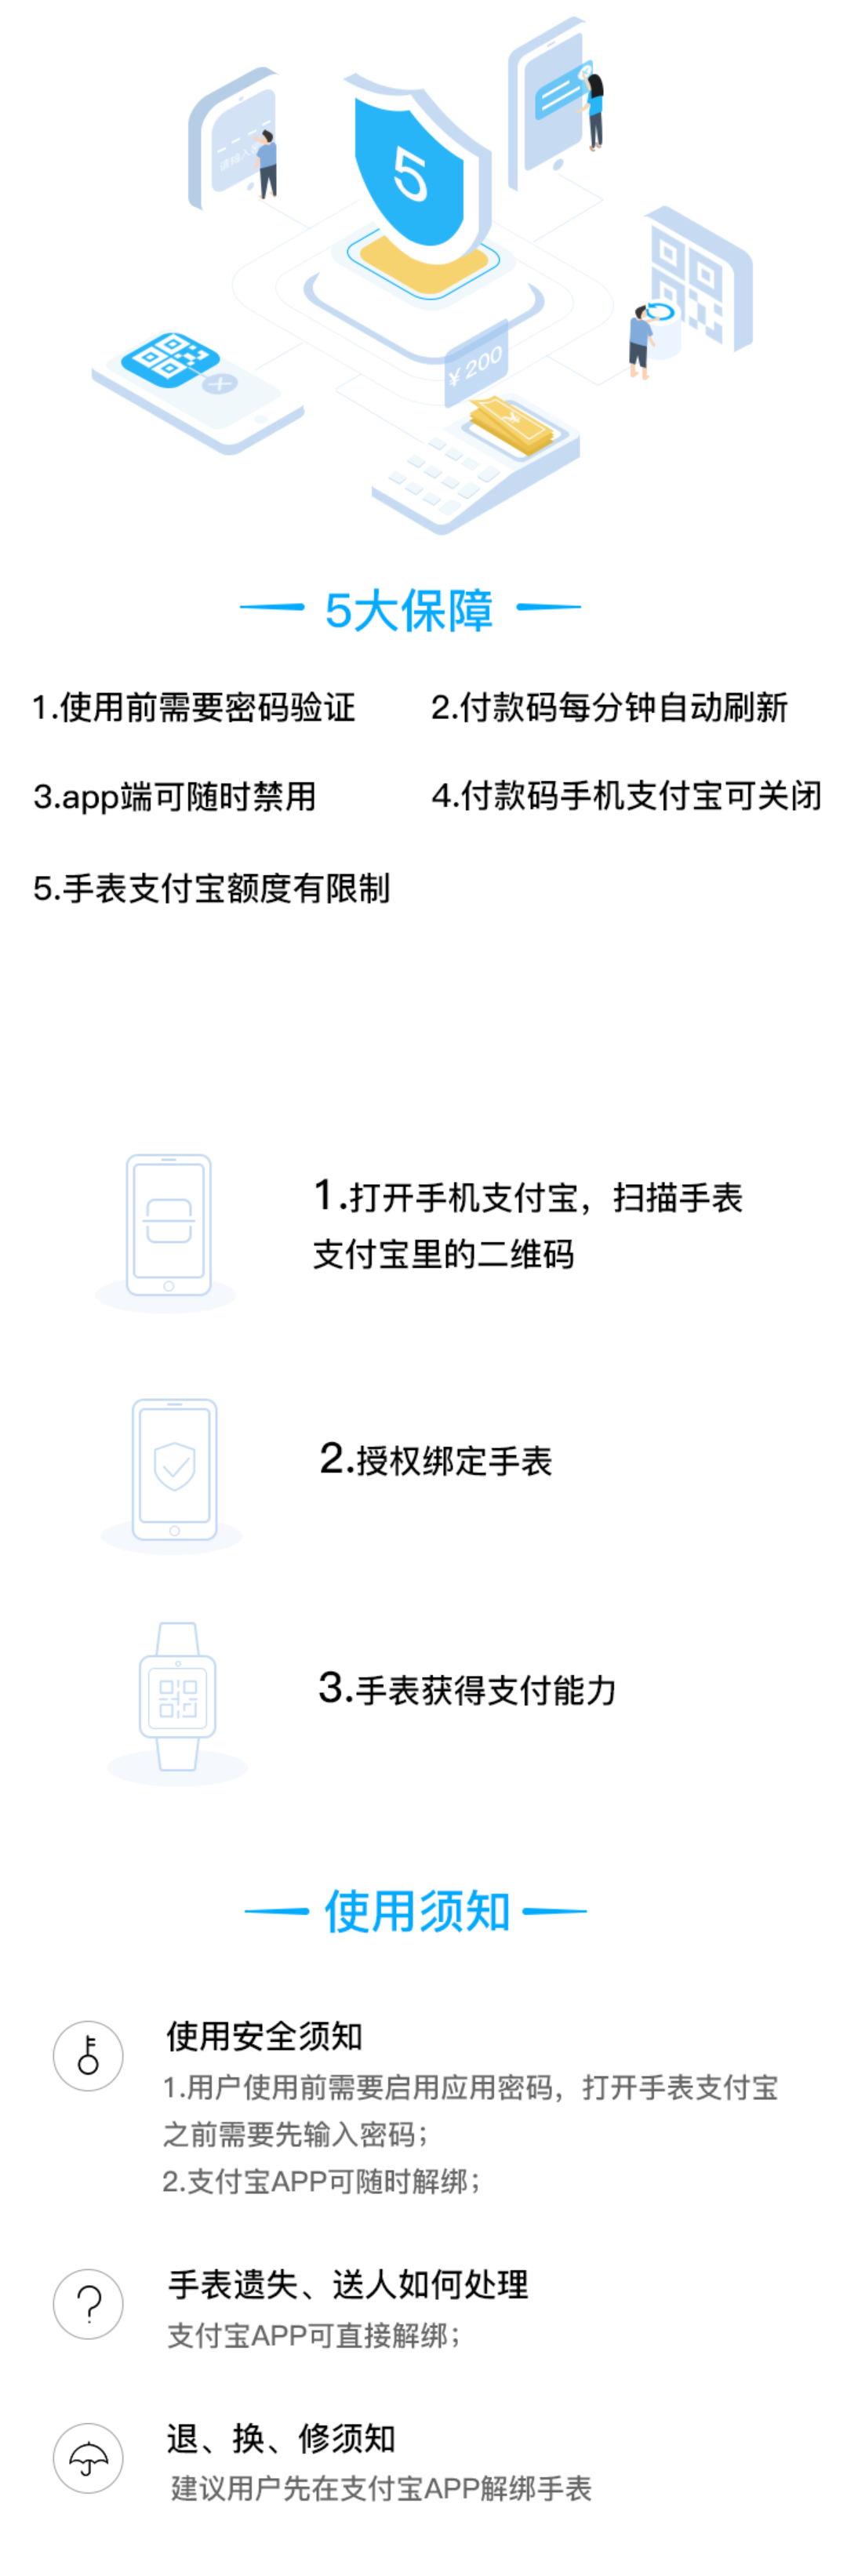 5
¥200
5大保障
1.使用前需要密码验证
2.付款码每分钟自动刷新
3.app端可随时禁用
4.付款码手机支付宝可关闭
5.手表支付宝额度有限制
1.打开手机支付宝，扫描手表
支付宝里的二维码
2.授权绑定手表
3.手表获得支付能力
使用须知
使用安全须知
1.用户使用前需要启用应用密码，打开手表支付宝
之前需要先输入密码；
2.支付宝APP可随时解绑；
手表遗失、送人如何处理
支付宝APP可直接解绑；
退、换、修须知
建议用户先在支付宝APP解绑手表